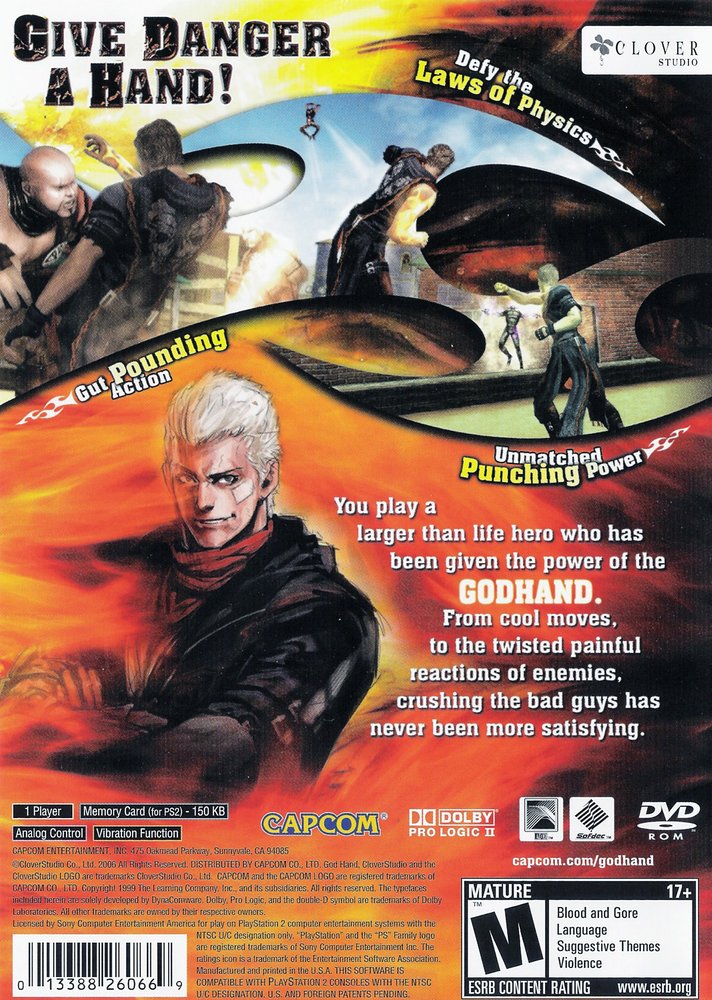 GIVE DANGER
A HAND!
CLOVER
STUDIO
Defy the
Laws of Physics
Gut Pounding
Action
Unmatched
Punching Power
You play a
larger than life hero who has
been given the power of the
GODHAND.
From cool moves,
to the twisted painful
reactions of enemies,
crushing the bad guys has
never been more satisfying.
1 Player
Memory Card (for PS2) - 150 KB
Analog Control
Vibration Function
CAPCOM®
DOLBY
PRO LOGIC II
Sofdec™
DVD
ROM
capcom.com/godhand
CAPCOM ENTERTAINMENT, INC. 475 Oakmead Parkway, Sunnyvale, CA 94085
©CloverStudio Co., Ltd. 2006 All Rights Reserved. DISTRIBUTED BY CAPCOM CO., LTD. God Hand, CloverStudio and the
CloverStudio LOGO are trademarks CloverStudio Co., Ltd. CAPCOM and the CAPCOM LOGO are registered trademarks of
CAPCOM CO., LTD. Copyright 1999 The Learning Company, Inc., and its subsidiaries. All rights reserved. The typefaces
included herein are solely developed by DynaComware. Dolby, Pro Logic, and the double-D symbol are trademarks of Dolby
Laboratories. All other trademarks are owned by their respective owners.
Licensed by Sony Computer Entertainment America for play on PlayStation 2 computer entertainment systems with the
NTSC U/C designation only. "PlayStation" and the "PS" Family logo
are registered trademarks of Sony Computer Entertainment Inc. The
ratings icon is a trademark of the Entertainment Software Association.
Manufactured and printed in the U.S.A. THIS SOFTWARE IS
COMPATIBLE WITH PLAYSTATION 2 CONSOLES WITH THE NTSC
U/C DESIGNATION. U.S. AND FOREIGN PATENTS PENDING.
0 13388 26066 9
MATURE 17+
M
™
Blood and Gore
Language
Suggestive Themes
Violence
ESRB CONTENT RATING www.esrb.org